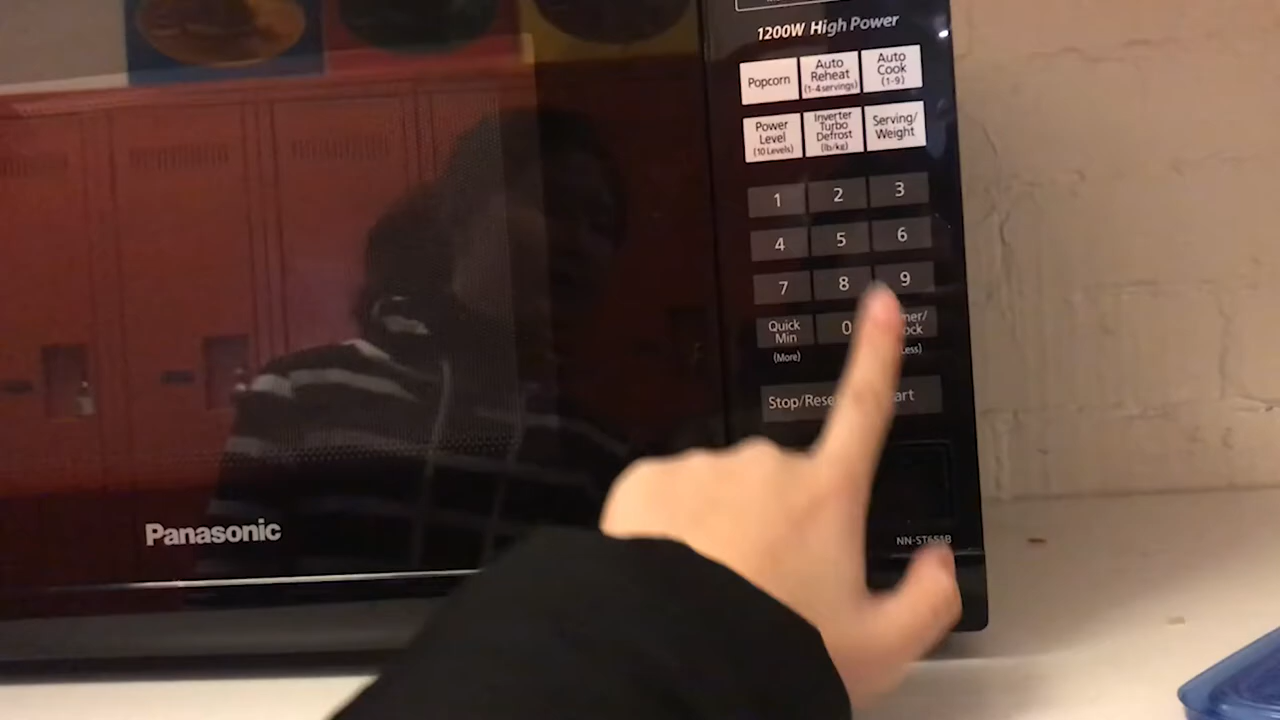 1200W High Power
Popcorn
Auto
Reheat
(1-4 servings)
Auto
Cook
(1-9)
Power
Level
(10 Levels)
Inverter
Turbo
Defrost
(lb/kg)
Serving/
Weight
1 2 3
4 5 6
7 8 9
Quick
Min
(More)
0
Stop/Rese
Panasonic